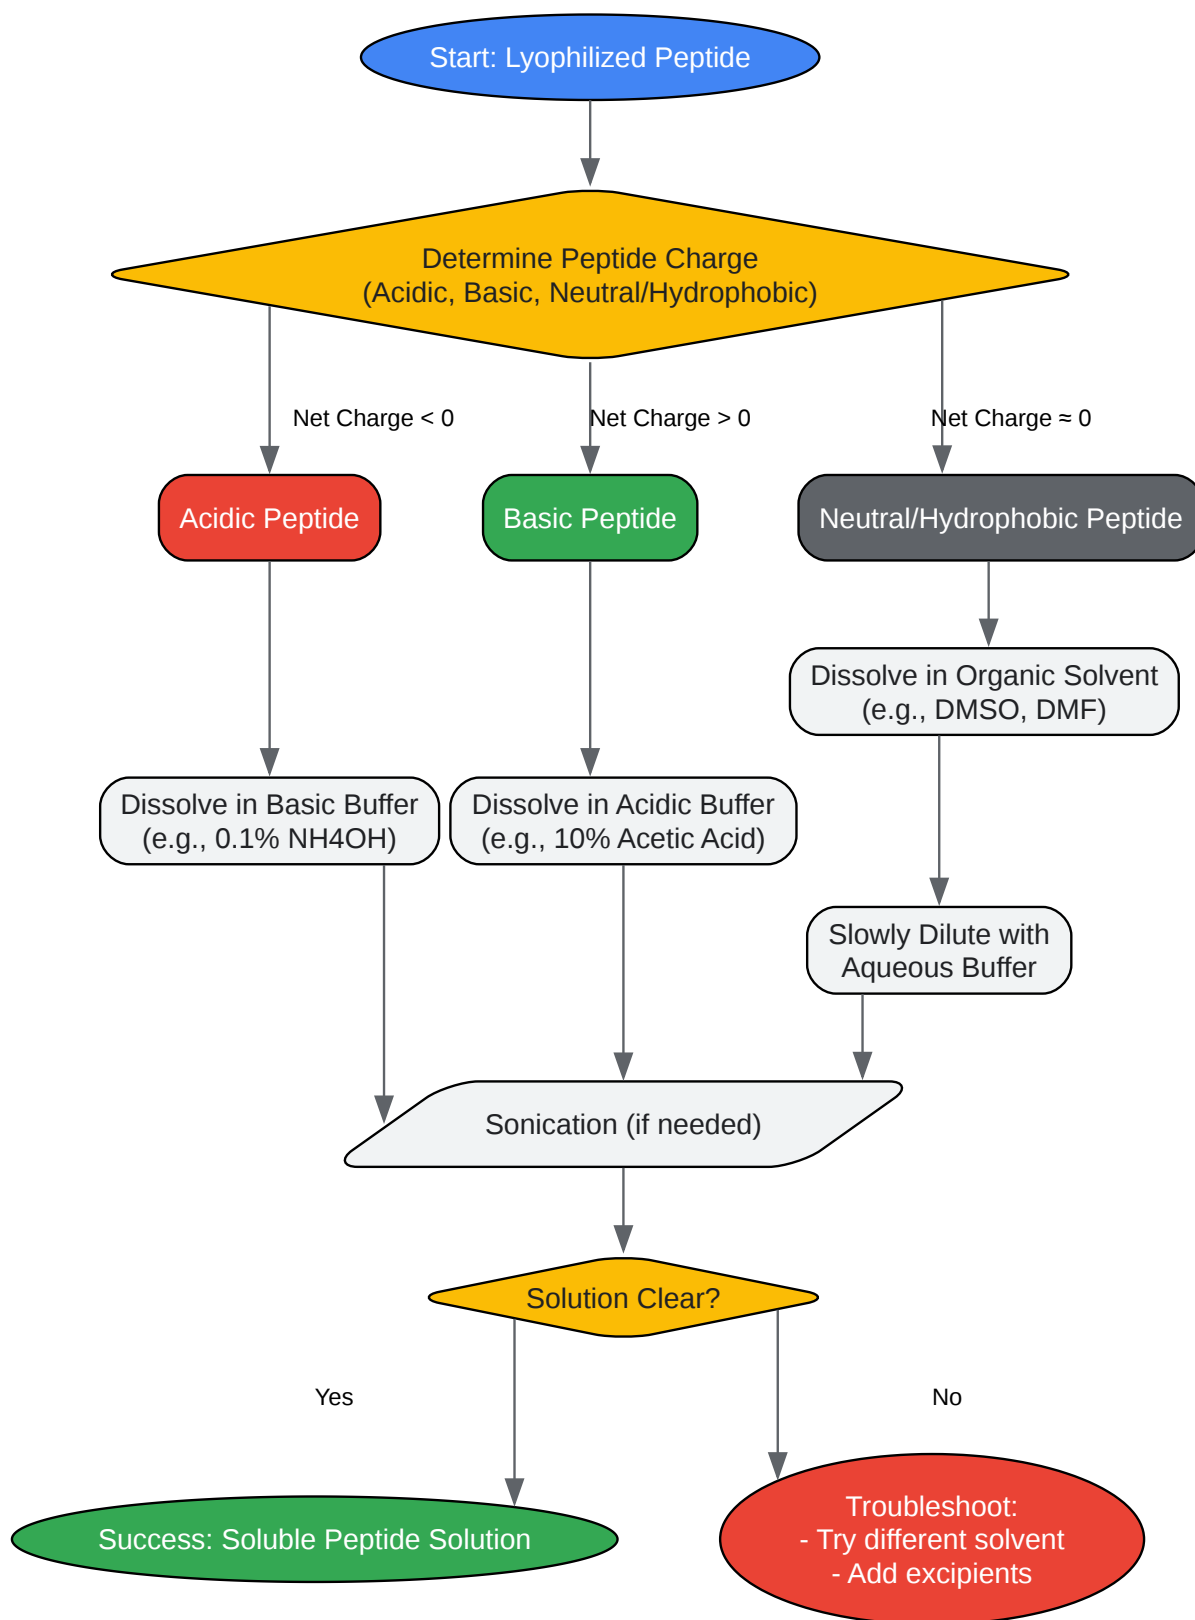 Start: Lyophilized Peptide
Determine Peptide Charge
(Acidic, Basic, Neutral/Hydrophobic)
Net Charge < 0
Net Charge > 0
Net Charge ≈ 0
Acidic Peptide
Basic Peptide
Neutral/Hydrophobic Peptide
Dissolve in Organic Solvent
(e.g., DMSO, DMF)
Dissolve in Basic Buffer
(e.g., 0.1% NH4OH)
Dissolve in Acidic Buffer
(e.g., 10% Acetic Acid)
Slowly Dilute with
Aqueous Buffer
Sonication (if needed)
Solution Clear?
Yes
No
Success: Soluble Peptide Solution
Troubleshoot:
- Try different solvent
- Add excipients